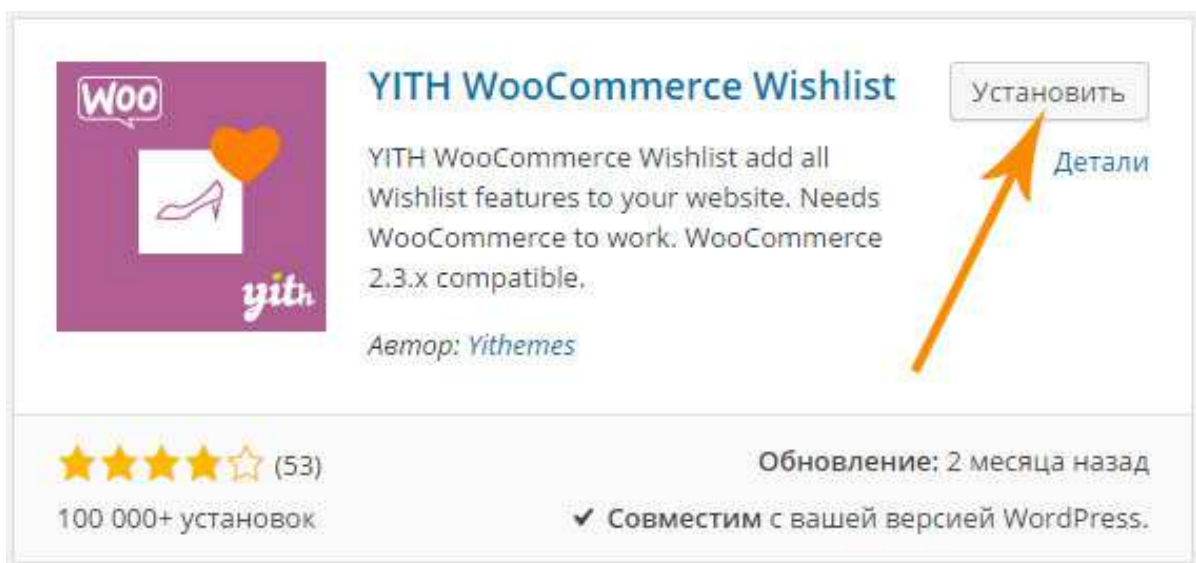 WOO
yith
YITH WooCommerce Wishlist
Установить
YITH WooCommerce Wishlist add all
Wishlist features to your website. Needs
WooCommerce to work. WooCommerce
2.3.x compatible.
Детали
Автор: Yithemes
(53)
Обновление: 2 месяца назад
100 000+ установок
✔ Совместим с вашей версией WordPress.